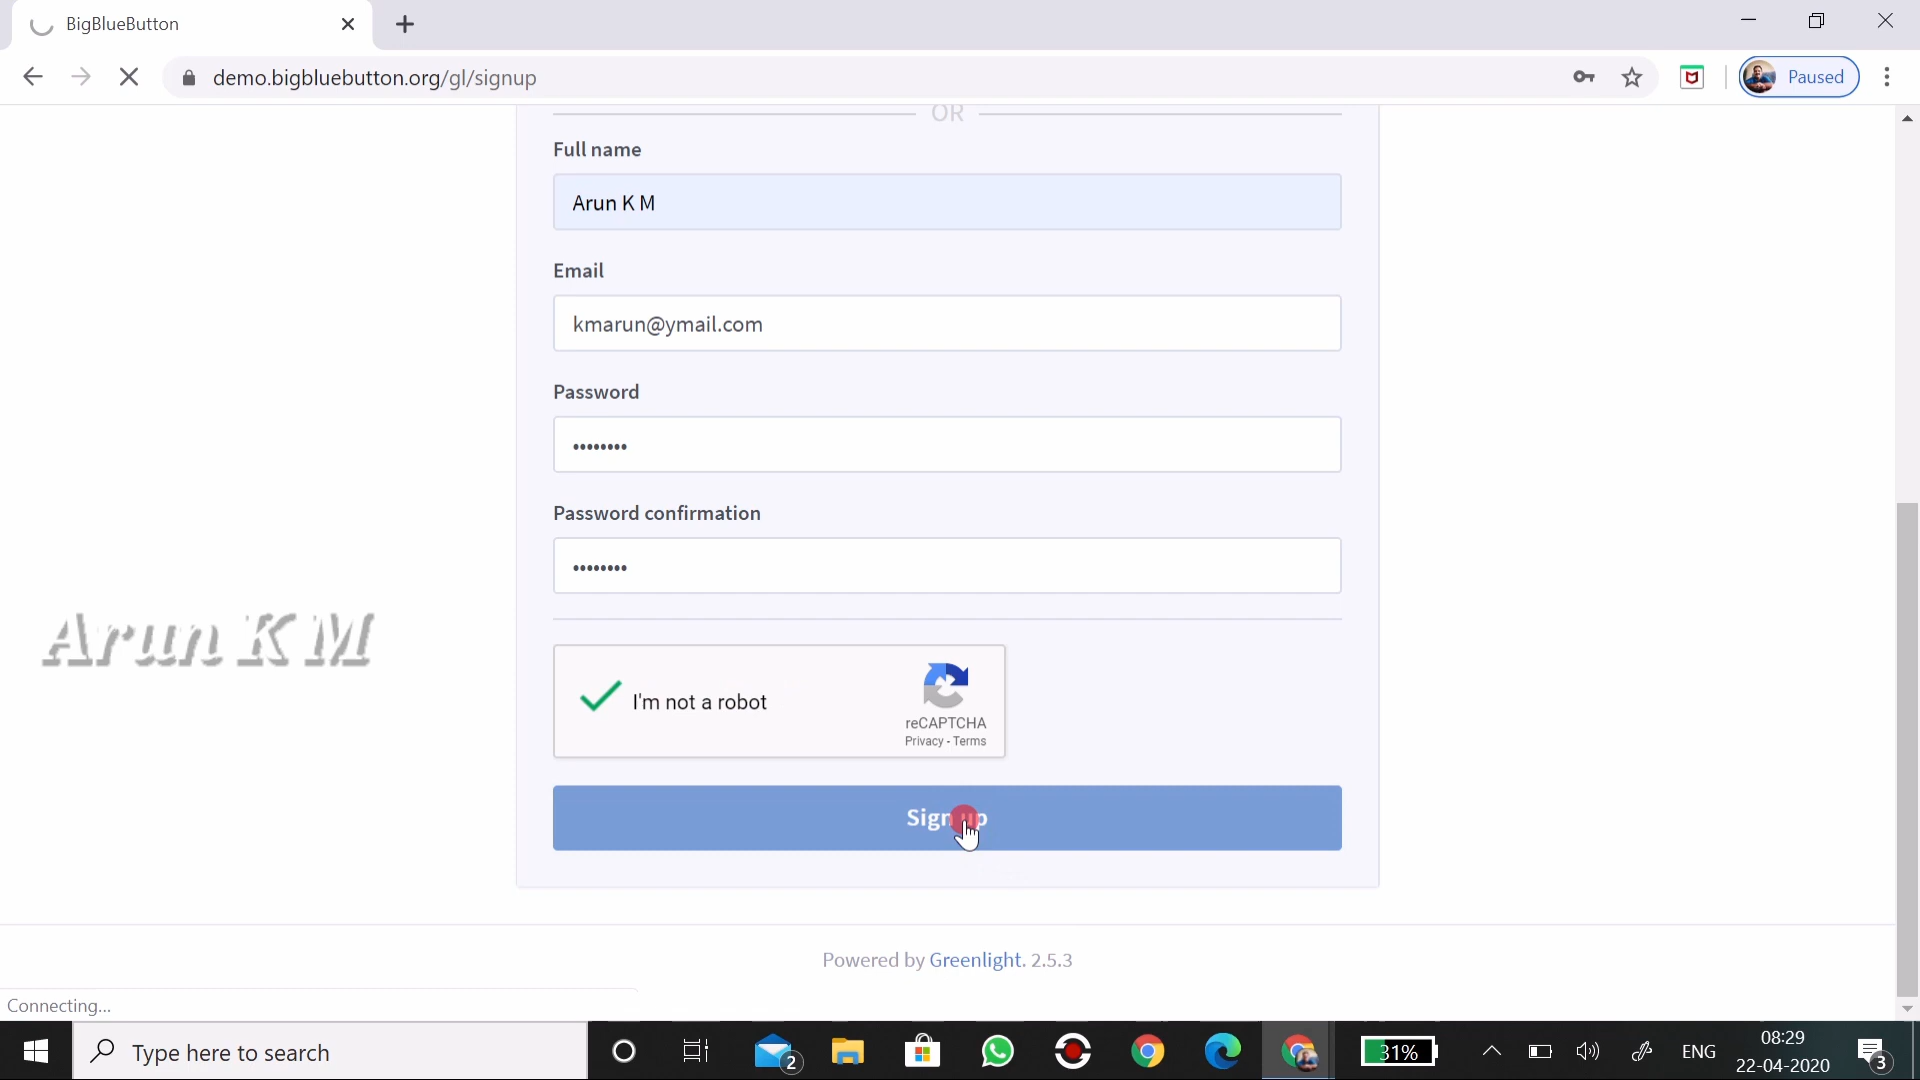 BigBlueButton
demo.bigbluebutton.org/gl/signup
Paused
OR
Full name
Arun K M
Email
kmarun@ymail.com
Password
••••••••
Password confirmation
••••••••
Arun K M
I'm not a robot
reCAPTCHA
Privacy - Terms
Sign up
Powered by Greenlight. 2.5.3
Connecting...
Type here to search
2
31%
ENG
08:29
22-04-2020
3